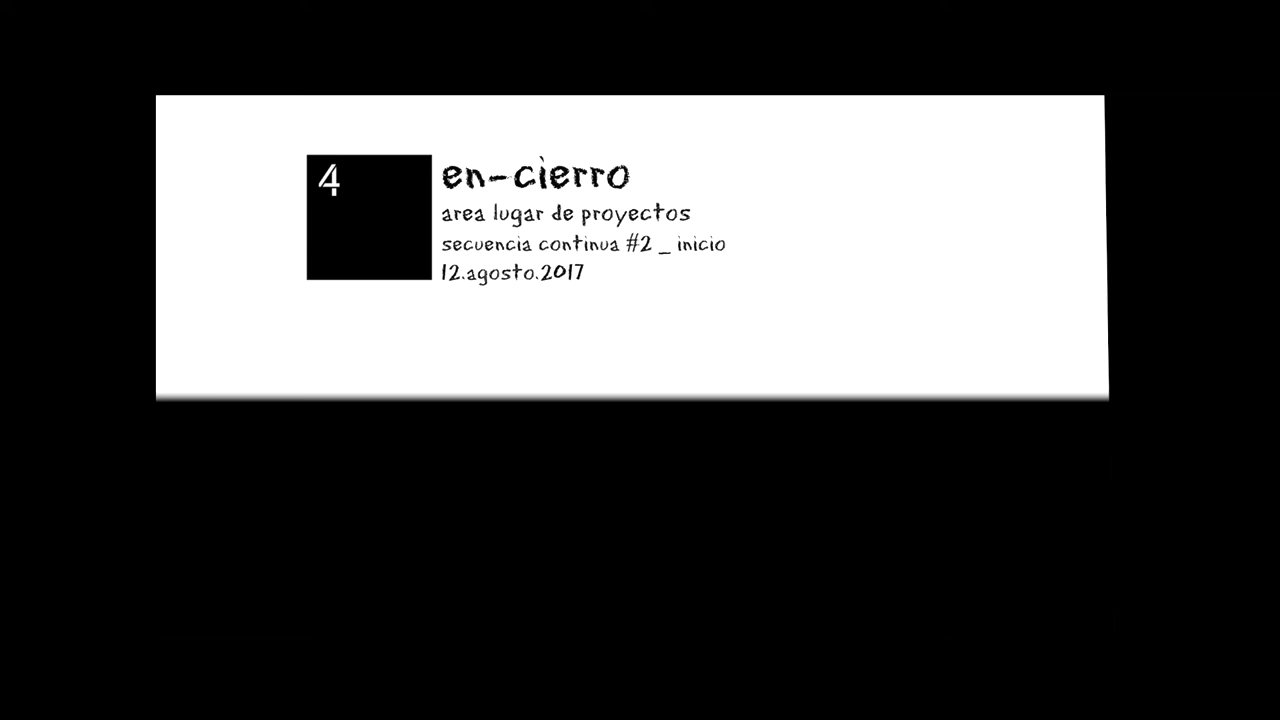 4
en-cierro
area lugar de proyectos
secuencia continua #2 _ inicio
12.agosto.2017